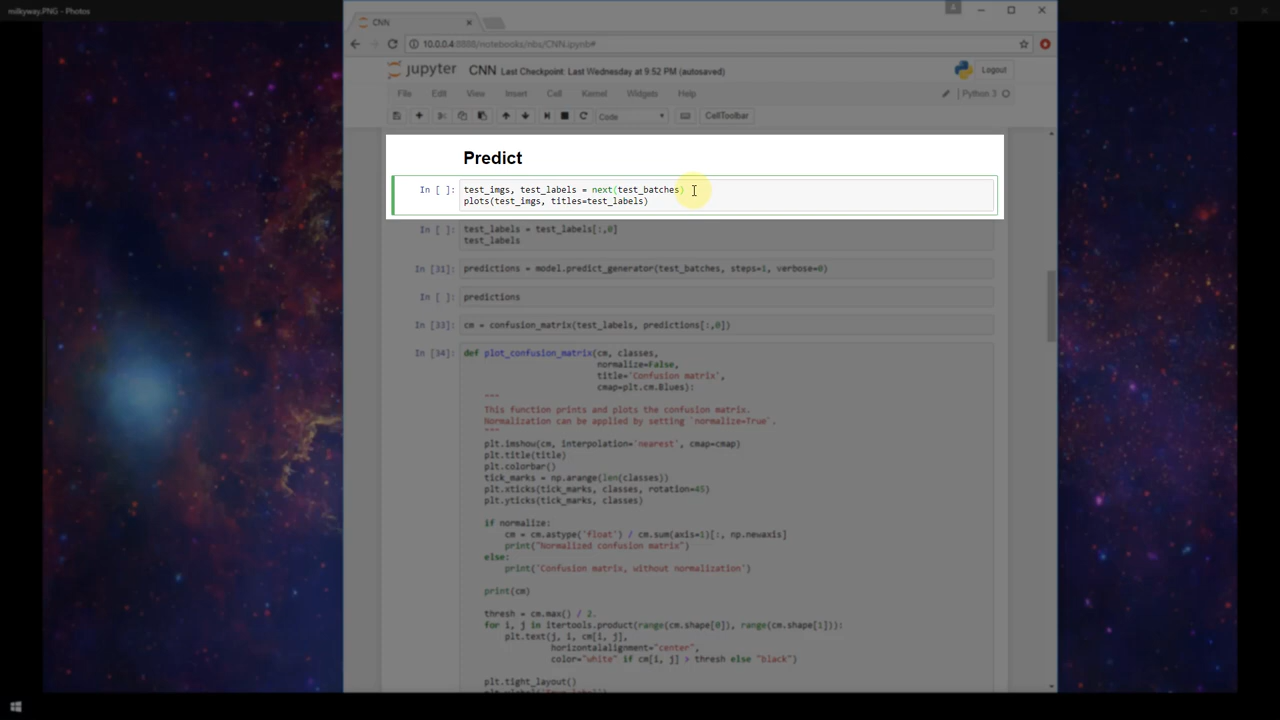 milkyway.PNG - Photos
CNN
10.0.0.4:8888/notebooks/nbs/CNN.ipynb#
jupyter CNN Last Checkpoint: Last Wednesday at 9:52 PM (autosaved)
Logout
File Edit View Insert Cell Kernel Widgets Help
Python 3
Code
CellToolbar
Predict
In [ ]: test_imgs, test_labels = next(test_batches)
plots(test_imgs, titles=test_labels)
In [ ]: test_labels = test_labels[:,0]
test_labels
In [31]: predictions = model.predict_generator(test_batches, steps=1, verbose=0)
In [ ]: predictions
In [33]: cm = confusion_matrix(test_labels, predictions[:,0])
In [34]: def plot_confusion_matrix(cm, classes,
normalize=False,
title='Confusion matrix',
cmap=plt.cm.Blues):
"""
This function prints and plots the confusion matrix.
Normalization can be applied by setting `normalize=True`.
"""
plt.imshow(cm, interpolation='nearest', cmap=cmap)
plt.title(title)
plt.colorbar()
tick_marks = np.arange(len(classes))
plt.xticks(tick_marks, classes, rotation=45)
plt.yticks(tick_marks, classes)
if normalize:
cm = cm.astype('float') / cm.sum(axis=1)[:, np.newaxis]
print("Normalized confusion matrix")
else:
print('Confusion matrix, without normalization')
print(cm)
thresh = cm.max() / 2.
for i, j in itertools.product(range(cm.shape[0]), range(cm.shape[1])):
plt.text(j, i, cm[i, j],
horizontalalignment="center",
color="white" if cm[i, j] > thresh else "black")
plt.tight_layout()